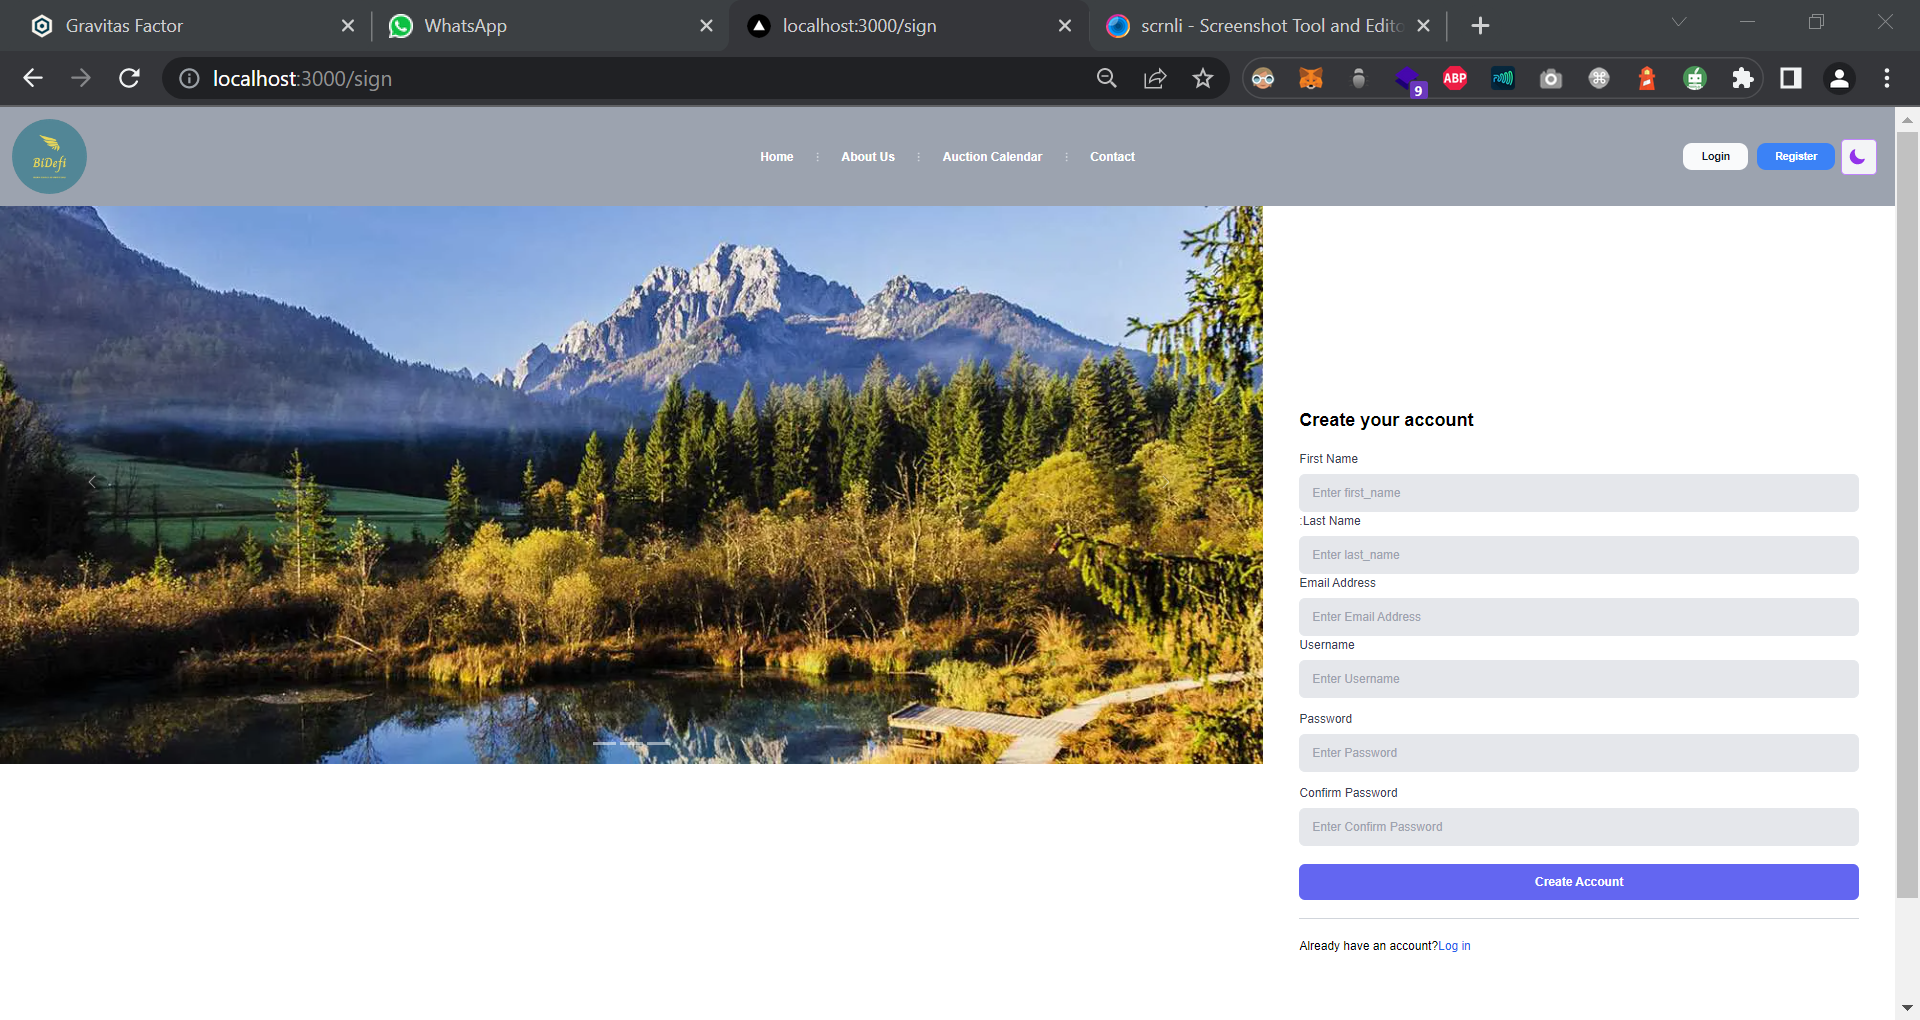 Gravitas Factor
WhatsApp
localhost:3000/sign
scrnli - Screenshot Tool and Edito
localhost:3000/sign
9
ABP
BiDefi
Home
About Us
Auction Calendar
Contact
Login
Register
Create your account
First Name
Enter first_name
:Last Name
Enter last_name
Email Address
Enter Email Address
Username
Enter Username
Password
Enter Password
Confirm Password
Enter Confirm Password
Create Account
Already have an account?Log in